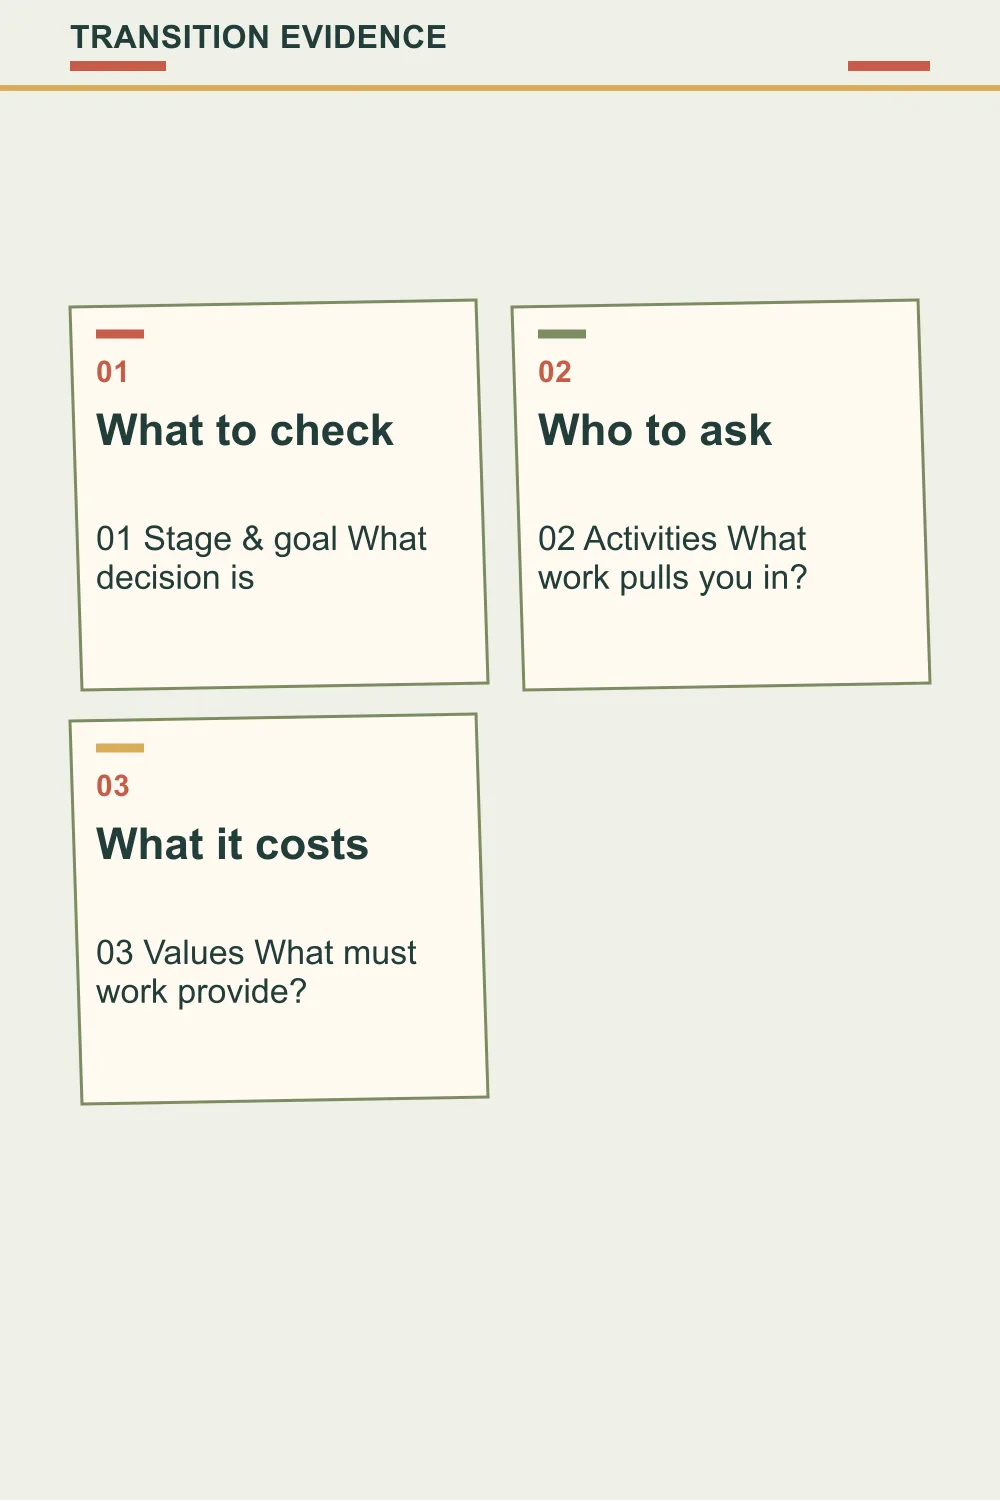 TRANSITION EVIDENCE
01
What to check
01 Stage & goal What
decision is
02
Who to ask
02 Activities What
work pulls you in?
03
What it costs
03 Values What must
work provide?